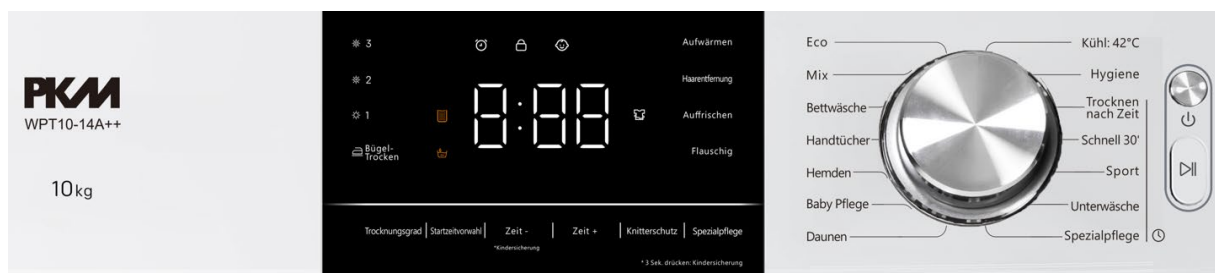 PKM
WPT10-14A++
10kg
3
2
1
Bügel-
Trocken
8:88
Aufwärmen
Haarentfernung
Auffrischen
Flauschig
Trocknungsgrad
Startzeitvorwahl
Zeit -
*Kindersicherung
Zeit +
Knitterschutz
Spezialpflege
* 3 Sek. drücken: Kindersicherung
Eco
Mix
Bettwäsche
Handtücher
Hemden
Baby Pflege
Daunen
Kühl: 42°C
Hygiene
Trocknen
nach Zeit
Schnell 30'
Sport
Unterwäsche
Spezialpflege